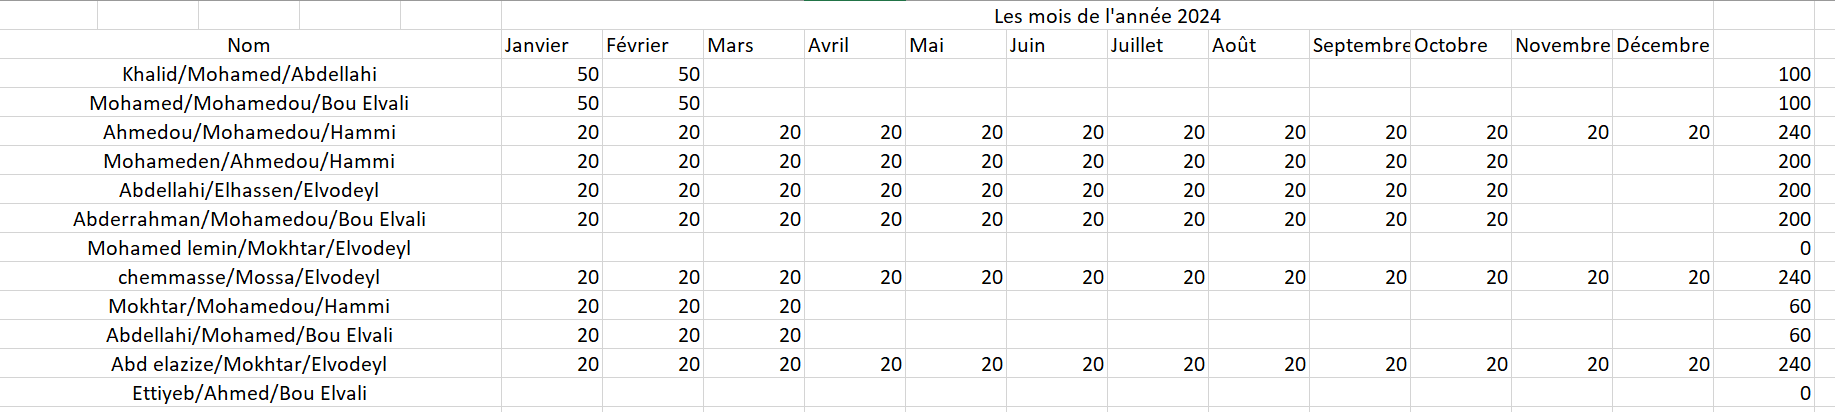 Les mois de l'année 2024
Nom Janvier Février Mars Avril Mai Juin Juillet Août Septembre Octobre Novembre Décembre
Khalid/Mohamed/Abdellahi 50 50 100
Mohamed/Mohamedou/Bou Elvali 50 50 100
Ahmedou/Mohamedou/Hammi 20 20 20 20 20 20 20 20 20 20 20 20 240
Mohameden/Ahmedou/Hammi 20 20 20 20 20 20 20 20 20 20 200
Abdellahi/Elhassen/Elvodeyl 20 20 20 20 20 20 20 20 20 20 200
Abderrahman/Mohamedou/Bou Elvali 20 20 20 20 20 20 20 20 20 20 200
Mohamed lemin/Mokhtar/Elvodeyl 0
chemmasse/Mossa/Elvodeyl 20 20 20 20 20 20 20 20 20 20 20 20 240
Mokhtar/Mohamedou/Hammi 20 20 20 60
Abdellahi/Mohamed/Bou Elvali 20 20 20 60
Abd elazize/Mokhtar/Elvodeyl 20 20 20 20 20 20 20 20 20 20 20 20 240
Ettiyeb/Ahmed/Bou Elvali 0